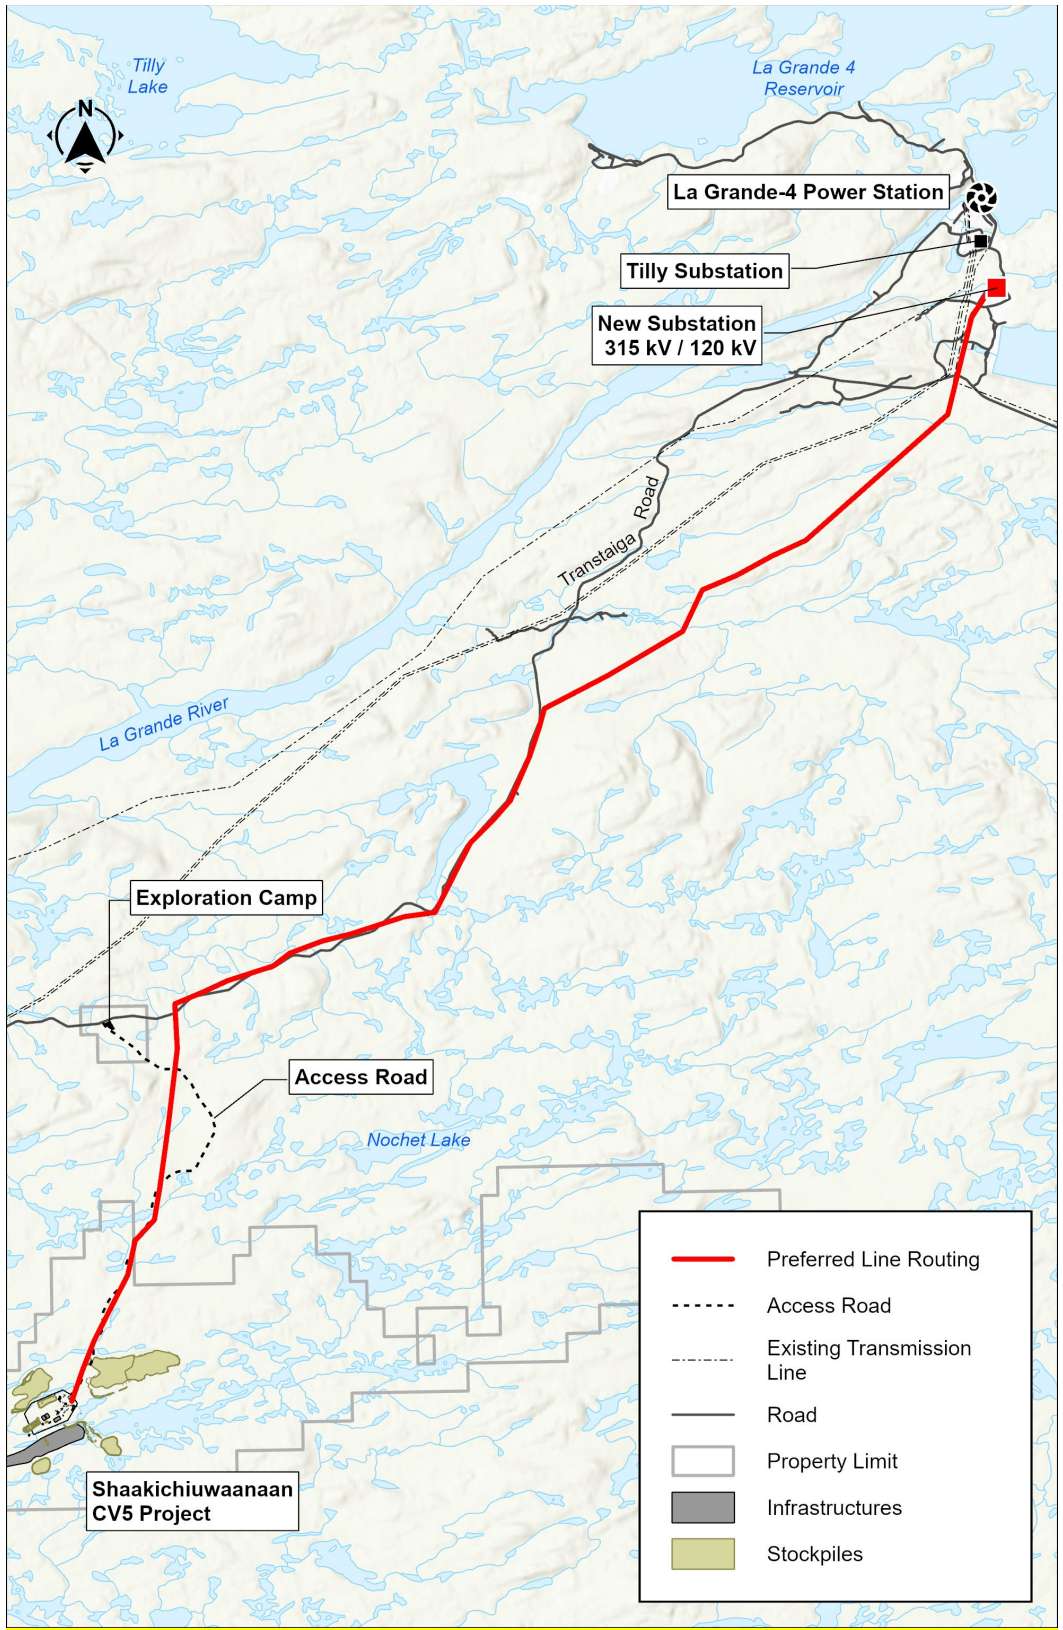 Tilly
Lake
La Grande 4
Reservoir
N
La Grande-4 Power Station
Tilly Substation
New Substation
315 kV / 120 kV
Transtaiga Road
La Grande River
Exploration Camp
Access Road
Nochet Lake
Preferred Line Routing
Access Road
Existing Transmission
Line
Road
Property Limit
Infrastructures
Stockpiles
Shaakichiuwaanaan
CV5 Project